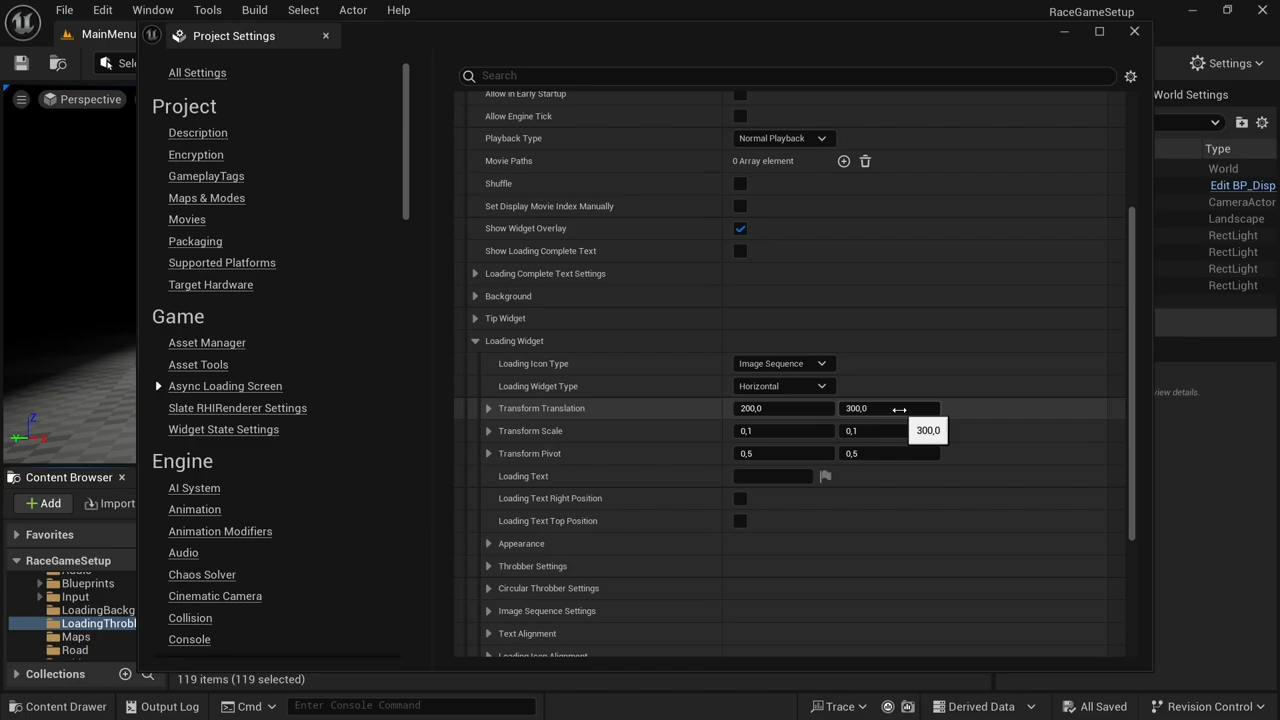 File Edit Window Tools Build Select Actor Help
RaceGameSetup
MainMenu
Project Settings
Sele
Settings
Perspective
All Settings
Project
Description
Encryption
GameplayTags
Maps & Modes
Movies
Packaging
Supported Platforms
Target Hardware
Game
Asset Manager
Asset Tools
Async Loading Screen
Slate RHIRenderer Settings
Widget State Settings
Engine
AI System
Animation
Animation Modifiers
Audio
Chaos Solver
Cinematic Camera
Collision
Console
Search
Allow in Early Startup
Allow Engine Tick
Playback Type Normal Playback
Movie Paths 0 Array element
Shuffle
Set Display Movie Index Manually
Show Widget Overlay
Show Loading Complete Text
Loading Complete Text Settings
Background
Tip Widget
Loading Widget
Loading Icon Type Image Sequence
Loading Widget Type Horizontal
Transform Translation 200,0 300,0
300,0
Transform Scale 0,1 0,1
Transform Pivot 0,5 0,5
Loading Text
Loading Text Right Position
Loading Text Top Position
Appearance
Throbber Settings
Circular Throbber Settings
Image Sequence Settings
Text Alignment
Loading Icon Alignment
World Settings
Type
World
Edit BP_Disp
CameraActor
Landscape
RectLight
RectLight
RectLight
RectLight
view details.
Content Browser
Add Import
Favorites
RaceGameSetup
Audio
Blueprints
Input
LoadingBackg
LoadingThrobb
Maps
Road
Collections
119 items (119 selected)
Content Drawer Output Log Cmd Enter Console Command Trace Derived Data All Saved Revision Control